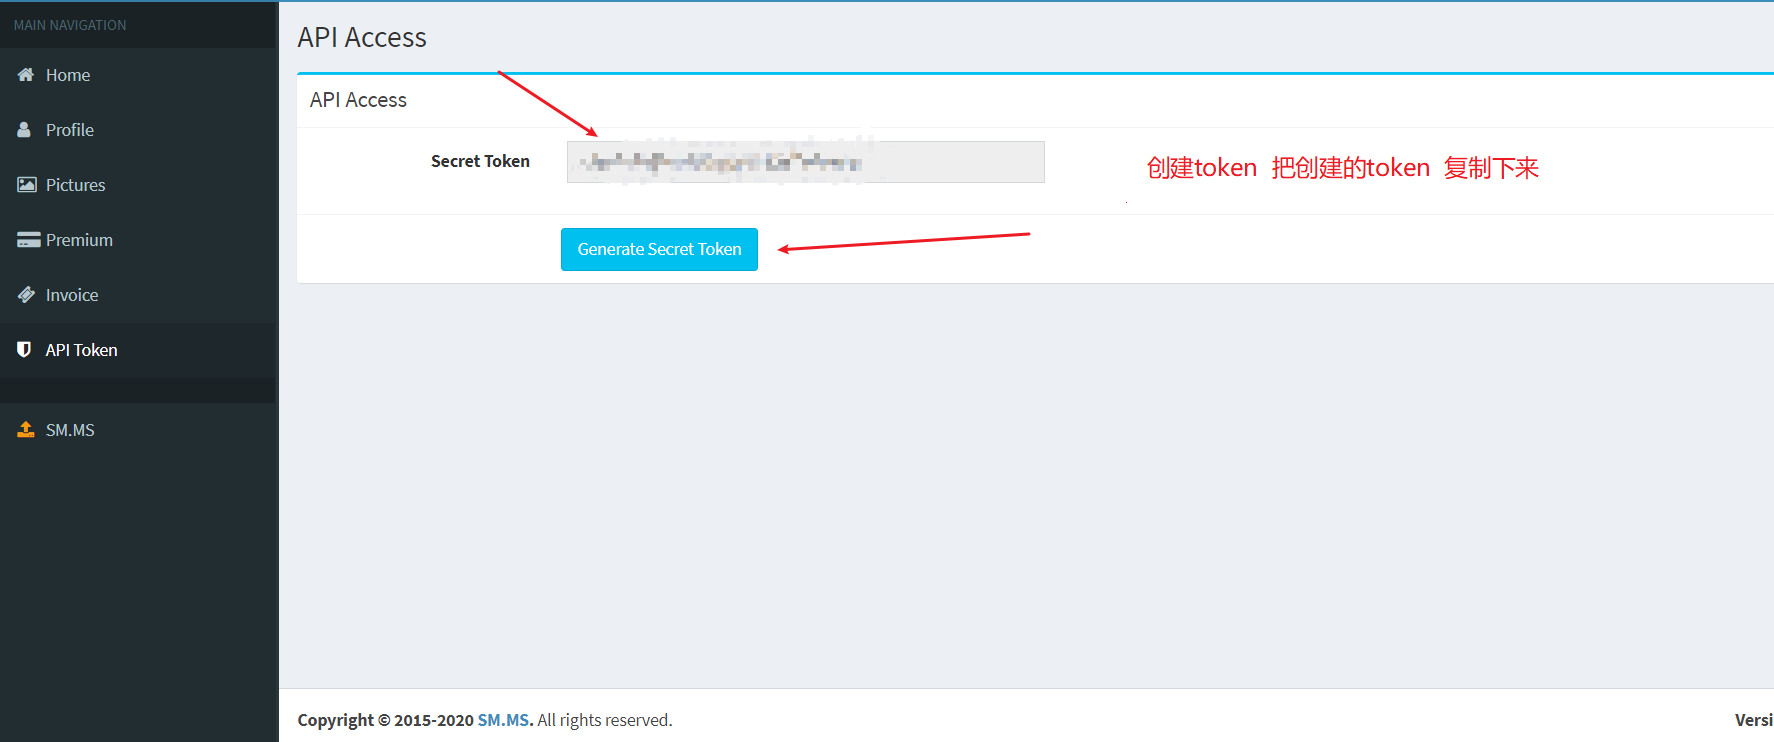 MAIN NAVIGATION
Home
Profile
Pictures
Premium
Invoice
API Token
SM.MS
API Access
API Access
Secret Token
创建token 把创建的token 复制下来
Generate Secret Token
Copyright © 2015-2020 SM.MS. All rights reserved.
Versi